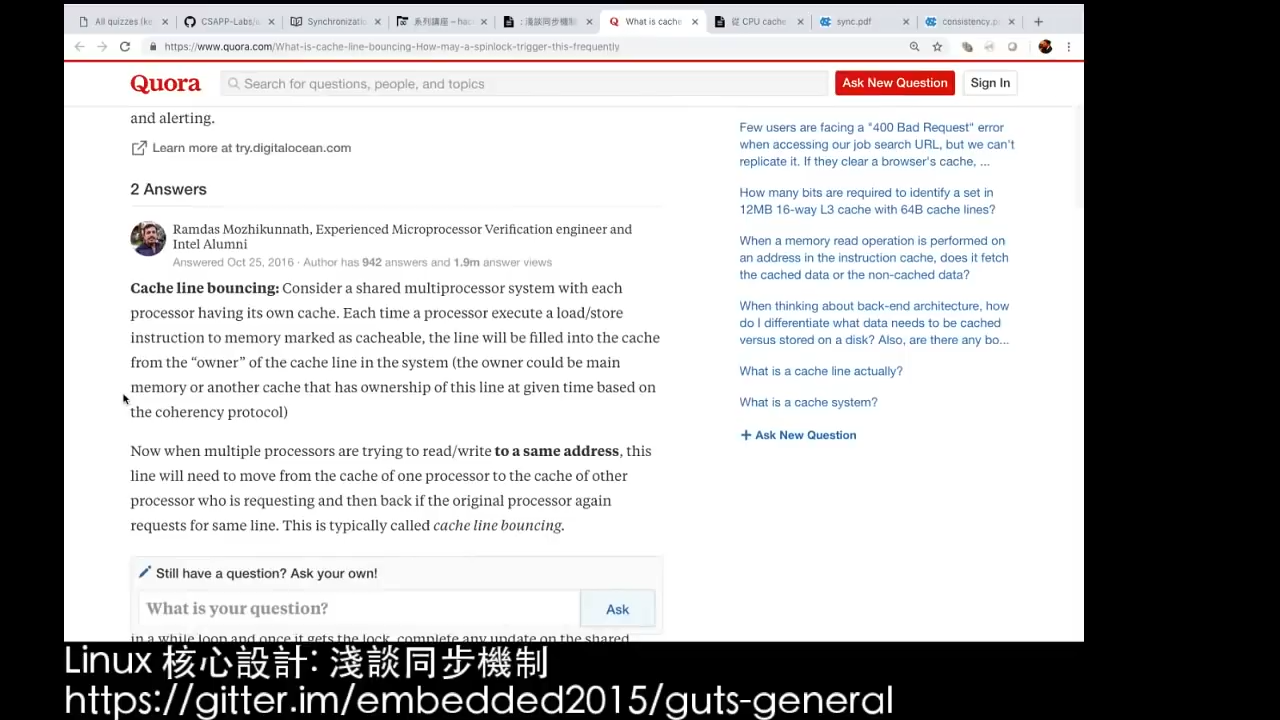 All quizzes (ke
CSAPP-Labs/
Synchronizatio
系列講座 – hac
: 淺談同步機制
What is cache
從 CPU cache
sync.pdf
consistency.p
https://www.quora.com/What-is-cache-line-bouncing-How-may-a-spinlock-trigger-this-frequently
Quora
Search for questions, people, and topics
Ask New Question
Sign In
and alerting.
Learn more at try.digitalocean.com
2 Answers
Ramdas Mozhikunnath, Experienced Microprocessor Verification engineer and
Intel Alumni
Answered Oct 25, 2016 · Author has 942 answers and 1.9m answer views
Cache line bouncing: Consider a shared multiprocessor system with each
processor having its own cache. Each time a processor execute a load/store
instruction to memory marked as cacheable, the line will be filled into the cache
from the “owner” of the cache line in the system (the owner could be main
memory or another cache that has ownership of this line at given time based on
the coherency protocol)
Now when multiple processors are trying to read/write to a same address, this
line will need to move from the cache of one processor to the cache of other
processor who is requesting and then back if the original processor again
requests for same line. This is typically called cache line bouncing.
Still have a question? Ask your own!
What is your question?
Ask
in a while loop and once it gets the lock, complete any update on the shared
Few users are facing a "400 Bad Request" error
when accessing our job search URL, but we can't
replicate it. If they clear a browser's cache, ...
How many bits are required to identify a set in
12MB 16-way L3 cache with 64B cache lines?
When a memory read operation is performed on
an address in the instruction cache, does it fetch
the cached data or the non-cached data?
When thinking about back-end architecture, how
do I differentiate what data needs to be cached
versus stored on a disk? Also, are there any bo...
What is a cache line actually?
What is a cache system?
Ask New Question
Linux 核心設計: 淺談同步機制
https://gitter.im/embedded2015/guts-general